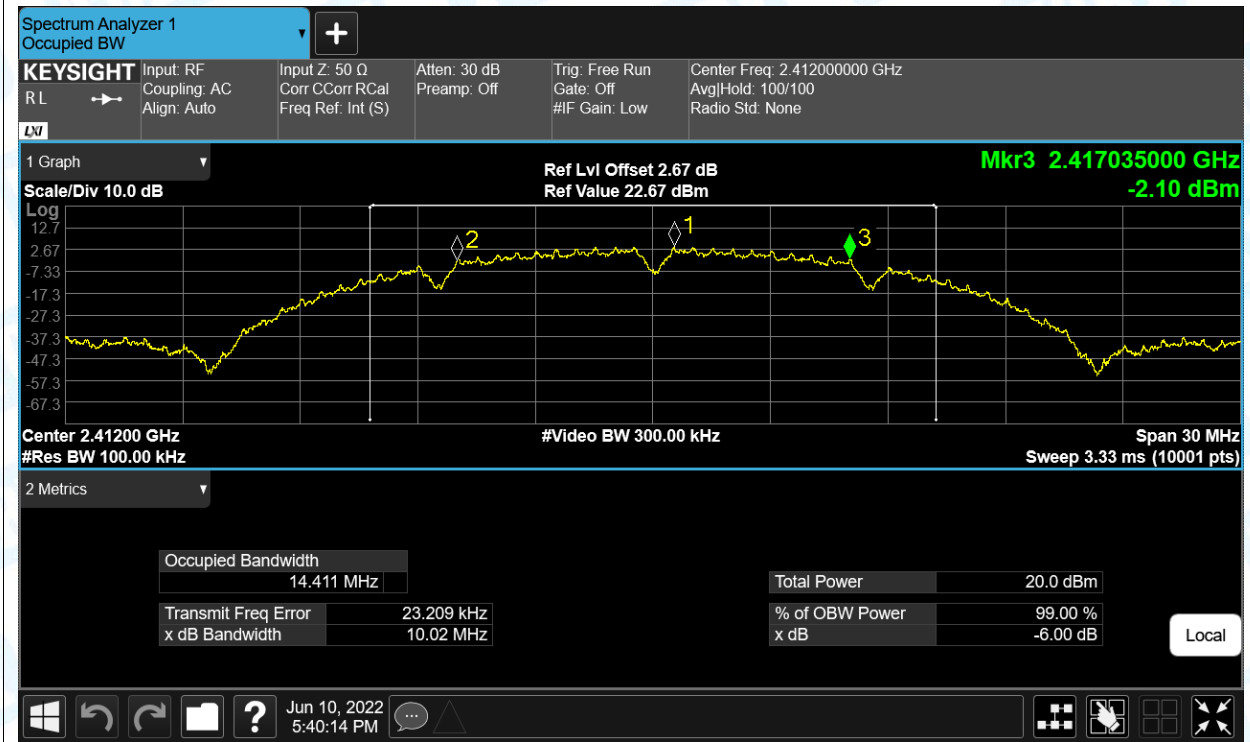 Spectrum Analyzer 1
Occupied BW
+
KEYSIGHT
R L
LXI
Input: RF
Coupling: AC
Align: Auto
Input Z: 50 Ω
Corr CCorr RCal
Freq Ref: Int (S)
Atten: 30 dB
Preamp: Off
Trig: Free Run
Gate: Off
#IF Gain: Low
Center Freq: 2.412000000 GHz
Avg|Hold: 100/100
Radio Std: None
1 Graph
Scale/Div 10.0 dB
Ref Lvl Offset 2.67 dB
Ref Value 22.67 dBm
Mkr3 2.417035000 GHz
-2.10 dBm
Log
12.7
2.67
-7.33
-17.3
-27.3
-37.3
-47.3
-57.3
-67.3
2
1
3
Center 2.41200 GHz
#Res BW 100.00 kHz
#Video BW 300.00 kHz
Span 30 MHz
Sweep 3.33 ms (10001 pts)
2 Metrics
Occupied Bandwidth
14.411 MHz
Transmit Freq Error 23.209 kHz
x dB Bandwidth 10.02 MHz
Total Power 20.0 dBm
% of OBW Power 99.00 %
x dB -6.00 dB
Local
?
Jun 10, 2022
5:40:14 PM